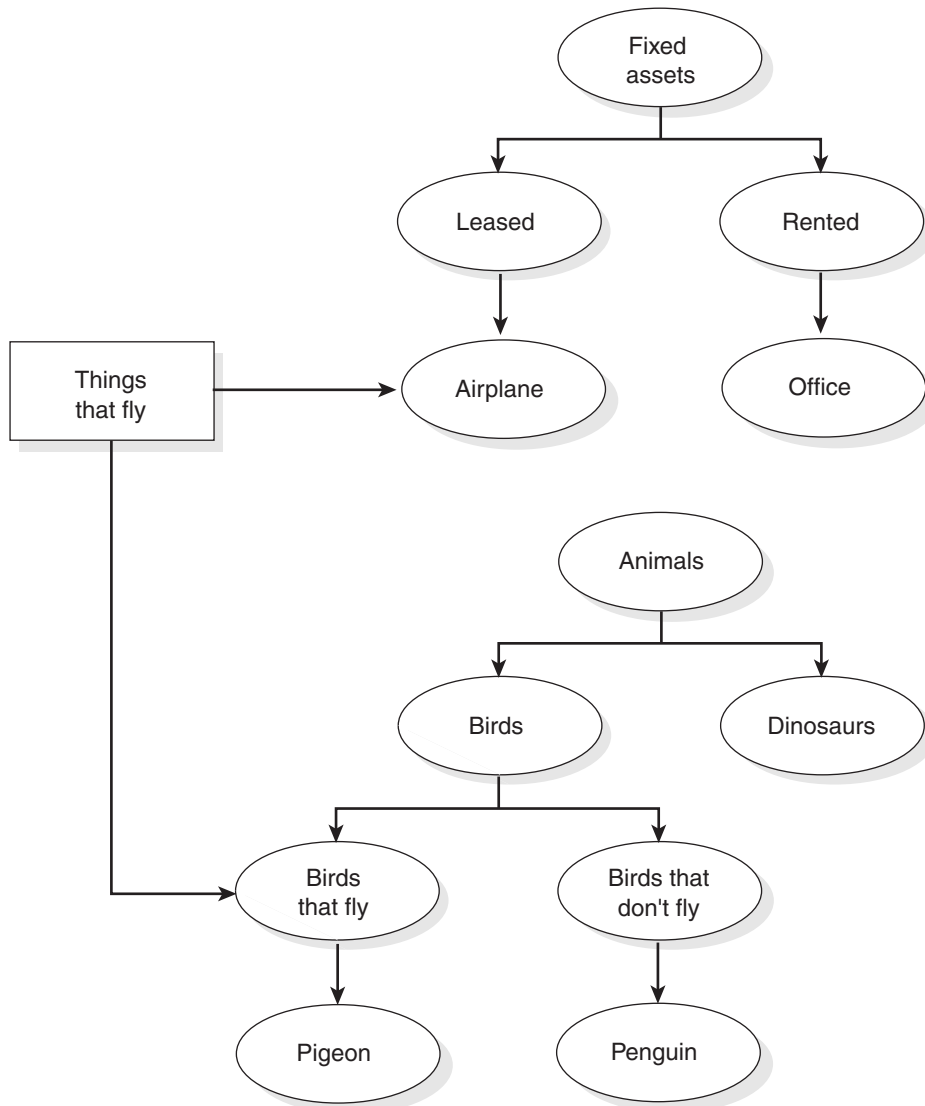 Fixed
assets
Leased
Rented
Things
that fly
Airplane
Office
Animals
Birds
Dinosaurs
Birds
that fly
Birds that
don't fly
Pigeon
Penguin